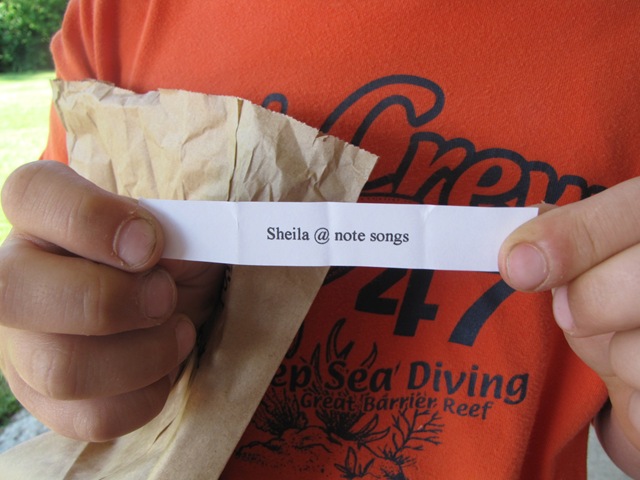 Crew
Sheila @ note songs
47
Sea Diving
Great Barrier Reef